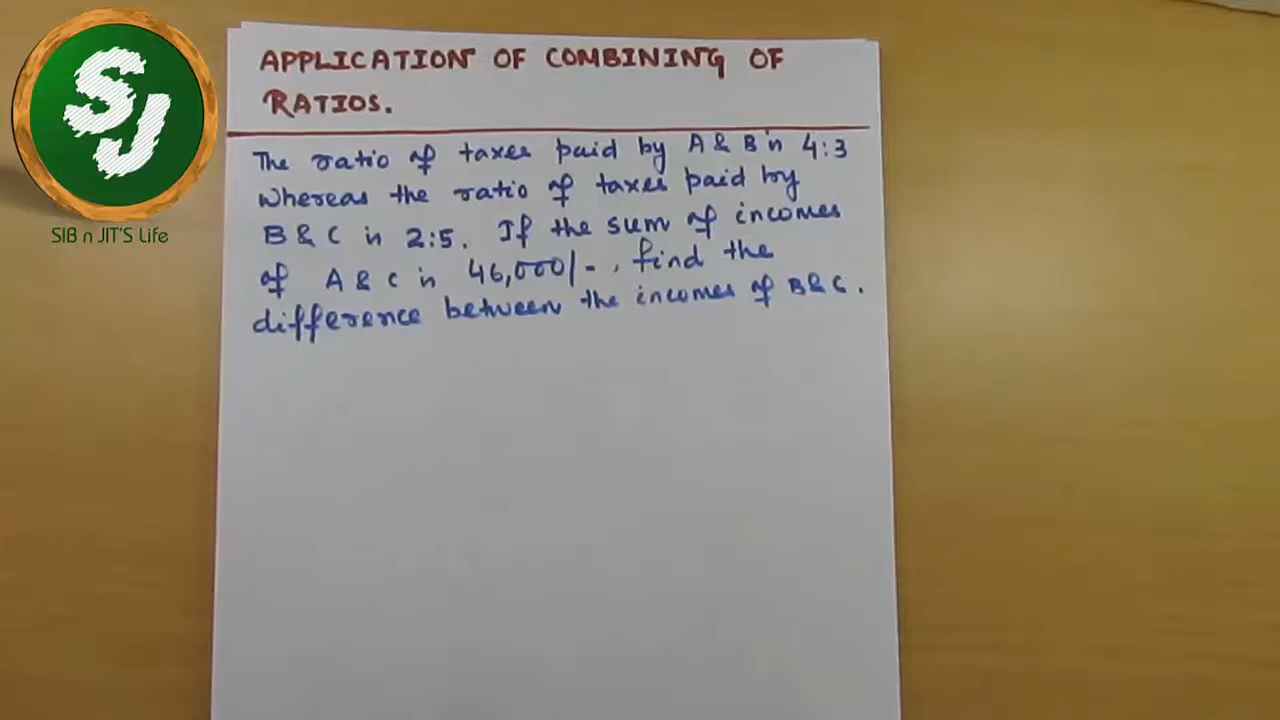 SJ
SIB n JIT'S Life
APPLICATION OF COMBINING OF
RATIOS.
The ratio of taxes paid by A & B is 4:3
whereas the ratio of taxes paid by
B & C is 2:5. If the sum of incomes
of A & C is 46,000/-, find the
difference between the incomes of B & C.